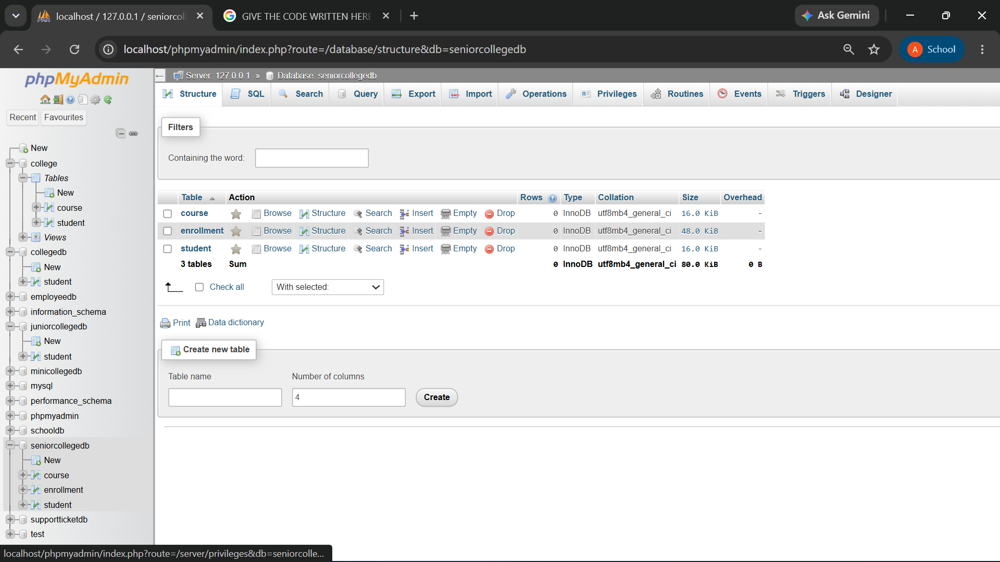 localhost / 127.0.0.1 / seniorcoll
GIVE THE CODE WRITTEN HERE
Ask Gemini
localhost/phpmyadmin/index.php?route=/database/structure&db=seniorcollegedb
A School
phpMyAdmin
Recent Favourites
New
college
Tables
New
course
student
Views
collegedb
New
student
employeedb
information_schema
juniorcollegedb
New
student
minicollegedb
mysql
performance_schema
phpmyadmin
schooldb
seniorcollegedb
New
course
enrollment
student
supportticketdb
test
Server: 127.0.0.1 » Database: seniorcollegedb
Structure SQL Search Query Export Import Operations Privileges Routines Events Triggers Designer
Filters
Containing the word:
Table Action Rows Type Collation Size Overhead
course Browse Structure Search Insert Empty Drop 0 InnoDB utf8mb4_general_ci 16.0 KiB -
enrollment Browse Structure Search Insert Empty Drop 0 InnoDB utf8mb4_general_ci 48.0 KiB -
student Browse Structure Search Insert Empty Drop 0 InnoDB utf8mb4_general_ci 16.0 KiB -
3 tables Sum 0 InnoDB utf8mb4_general_ci 80.0 KiB 0 B
Check all With selected:
Print Data dictionary
Create new table
Table name Number of columns
4 Create
localhost/phpmyadmin/index.php?route=/server/privileges&db=seniorcolle...